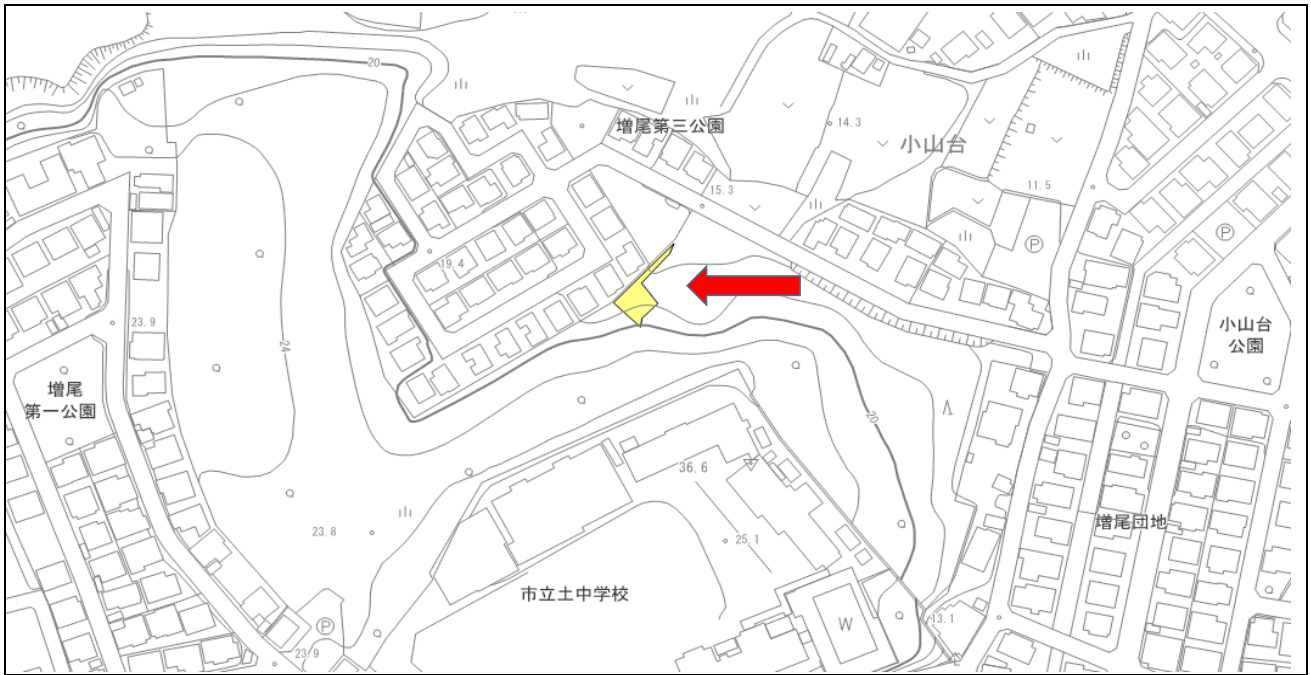 20
増尾第三公園
14.3
小山台
15.3
11.5
P
P
19.4
23.9
24
小山台
公園
増尾
第一公園
20
36.6
増尾団地
23.8
25.1
市立土中学校
W
13.1
P
23.9